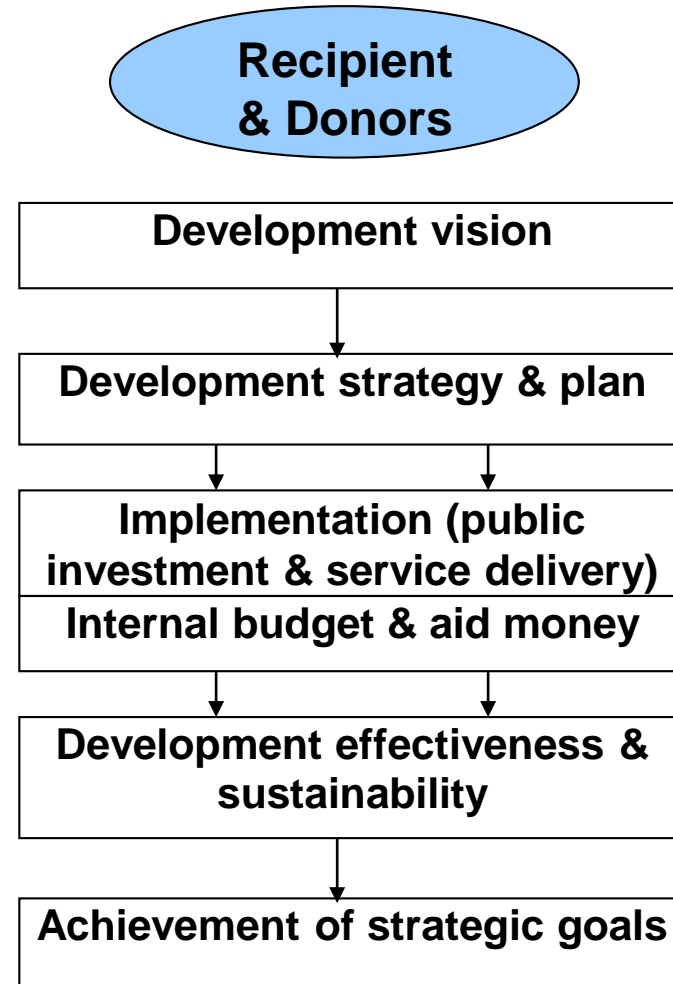 Recipient
& Donors
Development vision
Development strategy & plan
Implementation (public
investment & service delivery)
Internal budget & aid money
Development effectiveness &
sustainability
Achievement of strategic goals